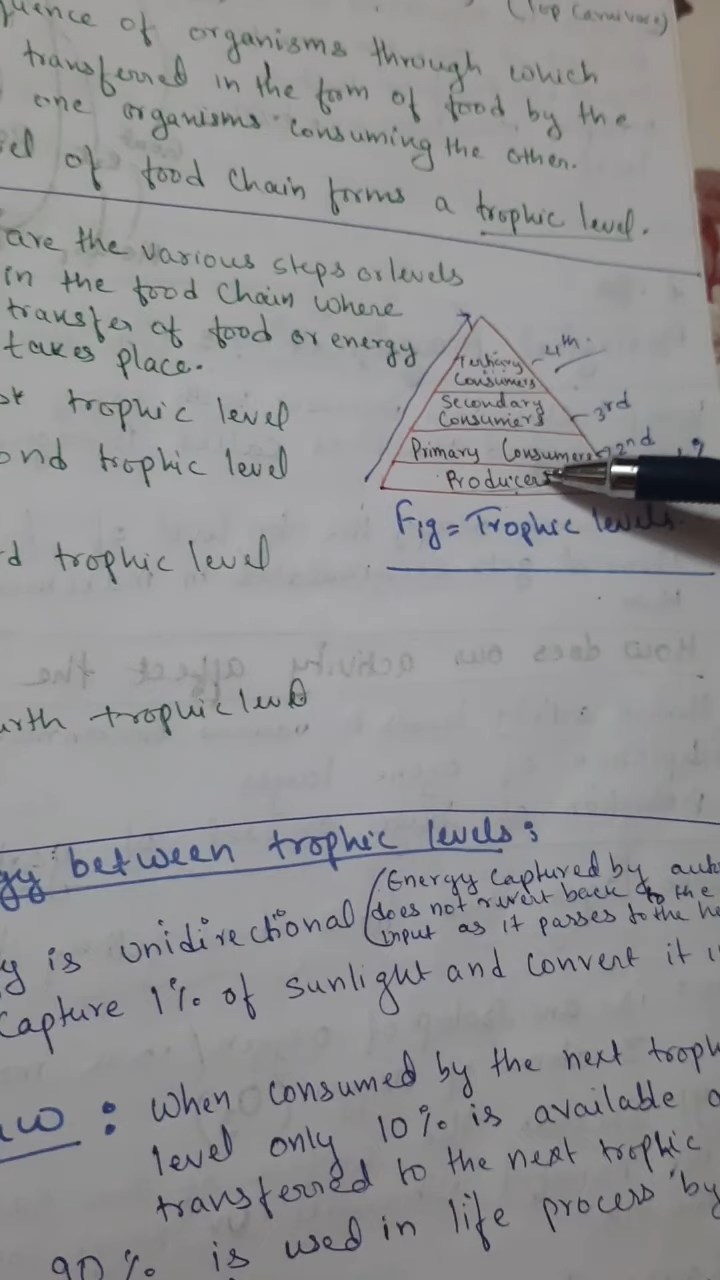 (Top Carnivore)
quence of organisms through which
transferred in the form of food by the
one organisms consuming the other.
of food chain forms a trophic level.
are the various steps or levels
in the food chain where
transfer of food or energy
takes place.
trophic level
ond trophic level
d trophic level
urth trophic level
Tertiary Consumers
4th
Secondary Consumers
3rd
Primary Consumers
2nd
Producers
Fig = Trophic levels.
gy between trophic levels:
y is unidirectional
(Energy captured by
does not revert back to the
input as it passes to the
Capture 1% of sunlight and convert it
: When consumed by the next troph
level only 10% is available
transferred to the next trophic
90% is used in life process by